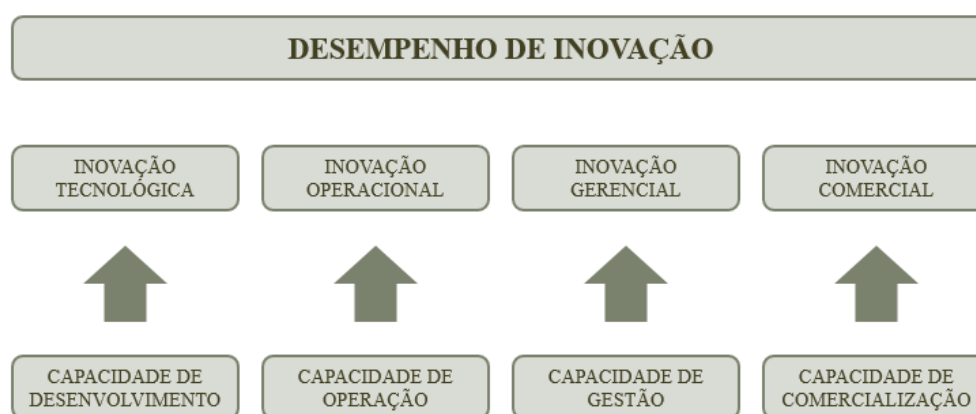 DESEMPENHO DE INOVAÇÃO
INOVAÇÃO
TECNOLÓGICA
INOVAÇÃO
OPERACIONAL
INOVAÇÃO
GERENCIAL
INOVAÇÃO
COMERCIAL
CAPACIDADE DE
DESENVOLVIMENTO
CAPACIDADE DE
OPERAÇÃO
CAPACIDADE DE
GESTÃO
CAPACIDADE DE
COMERCIALIZAÇÃO